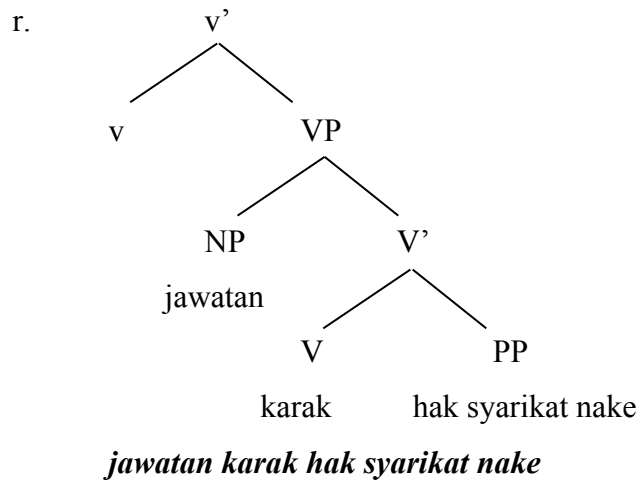 r. v’
v VP
NP V’
jawatan
V PP
karak hak syarikat nake
jawatan karak hak syarikat nake